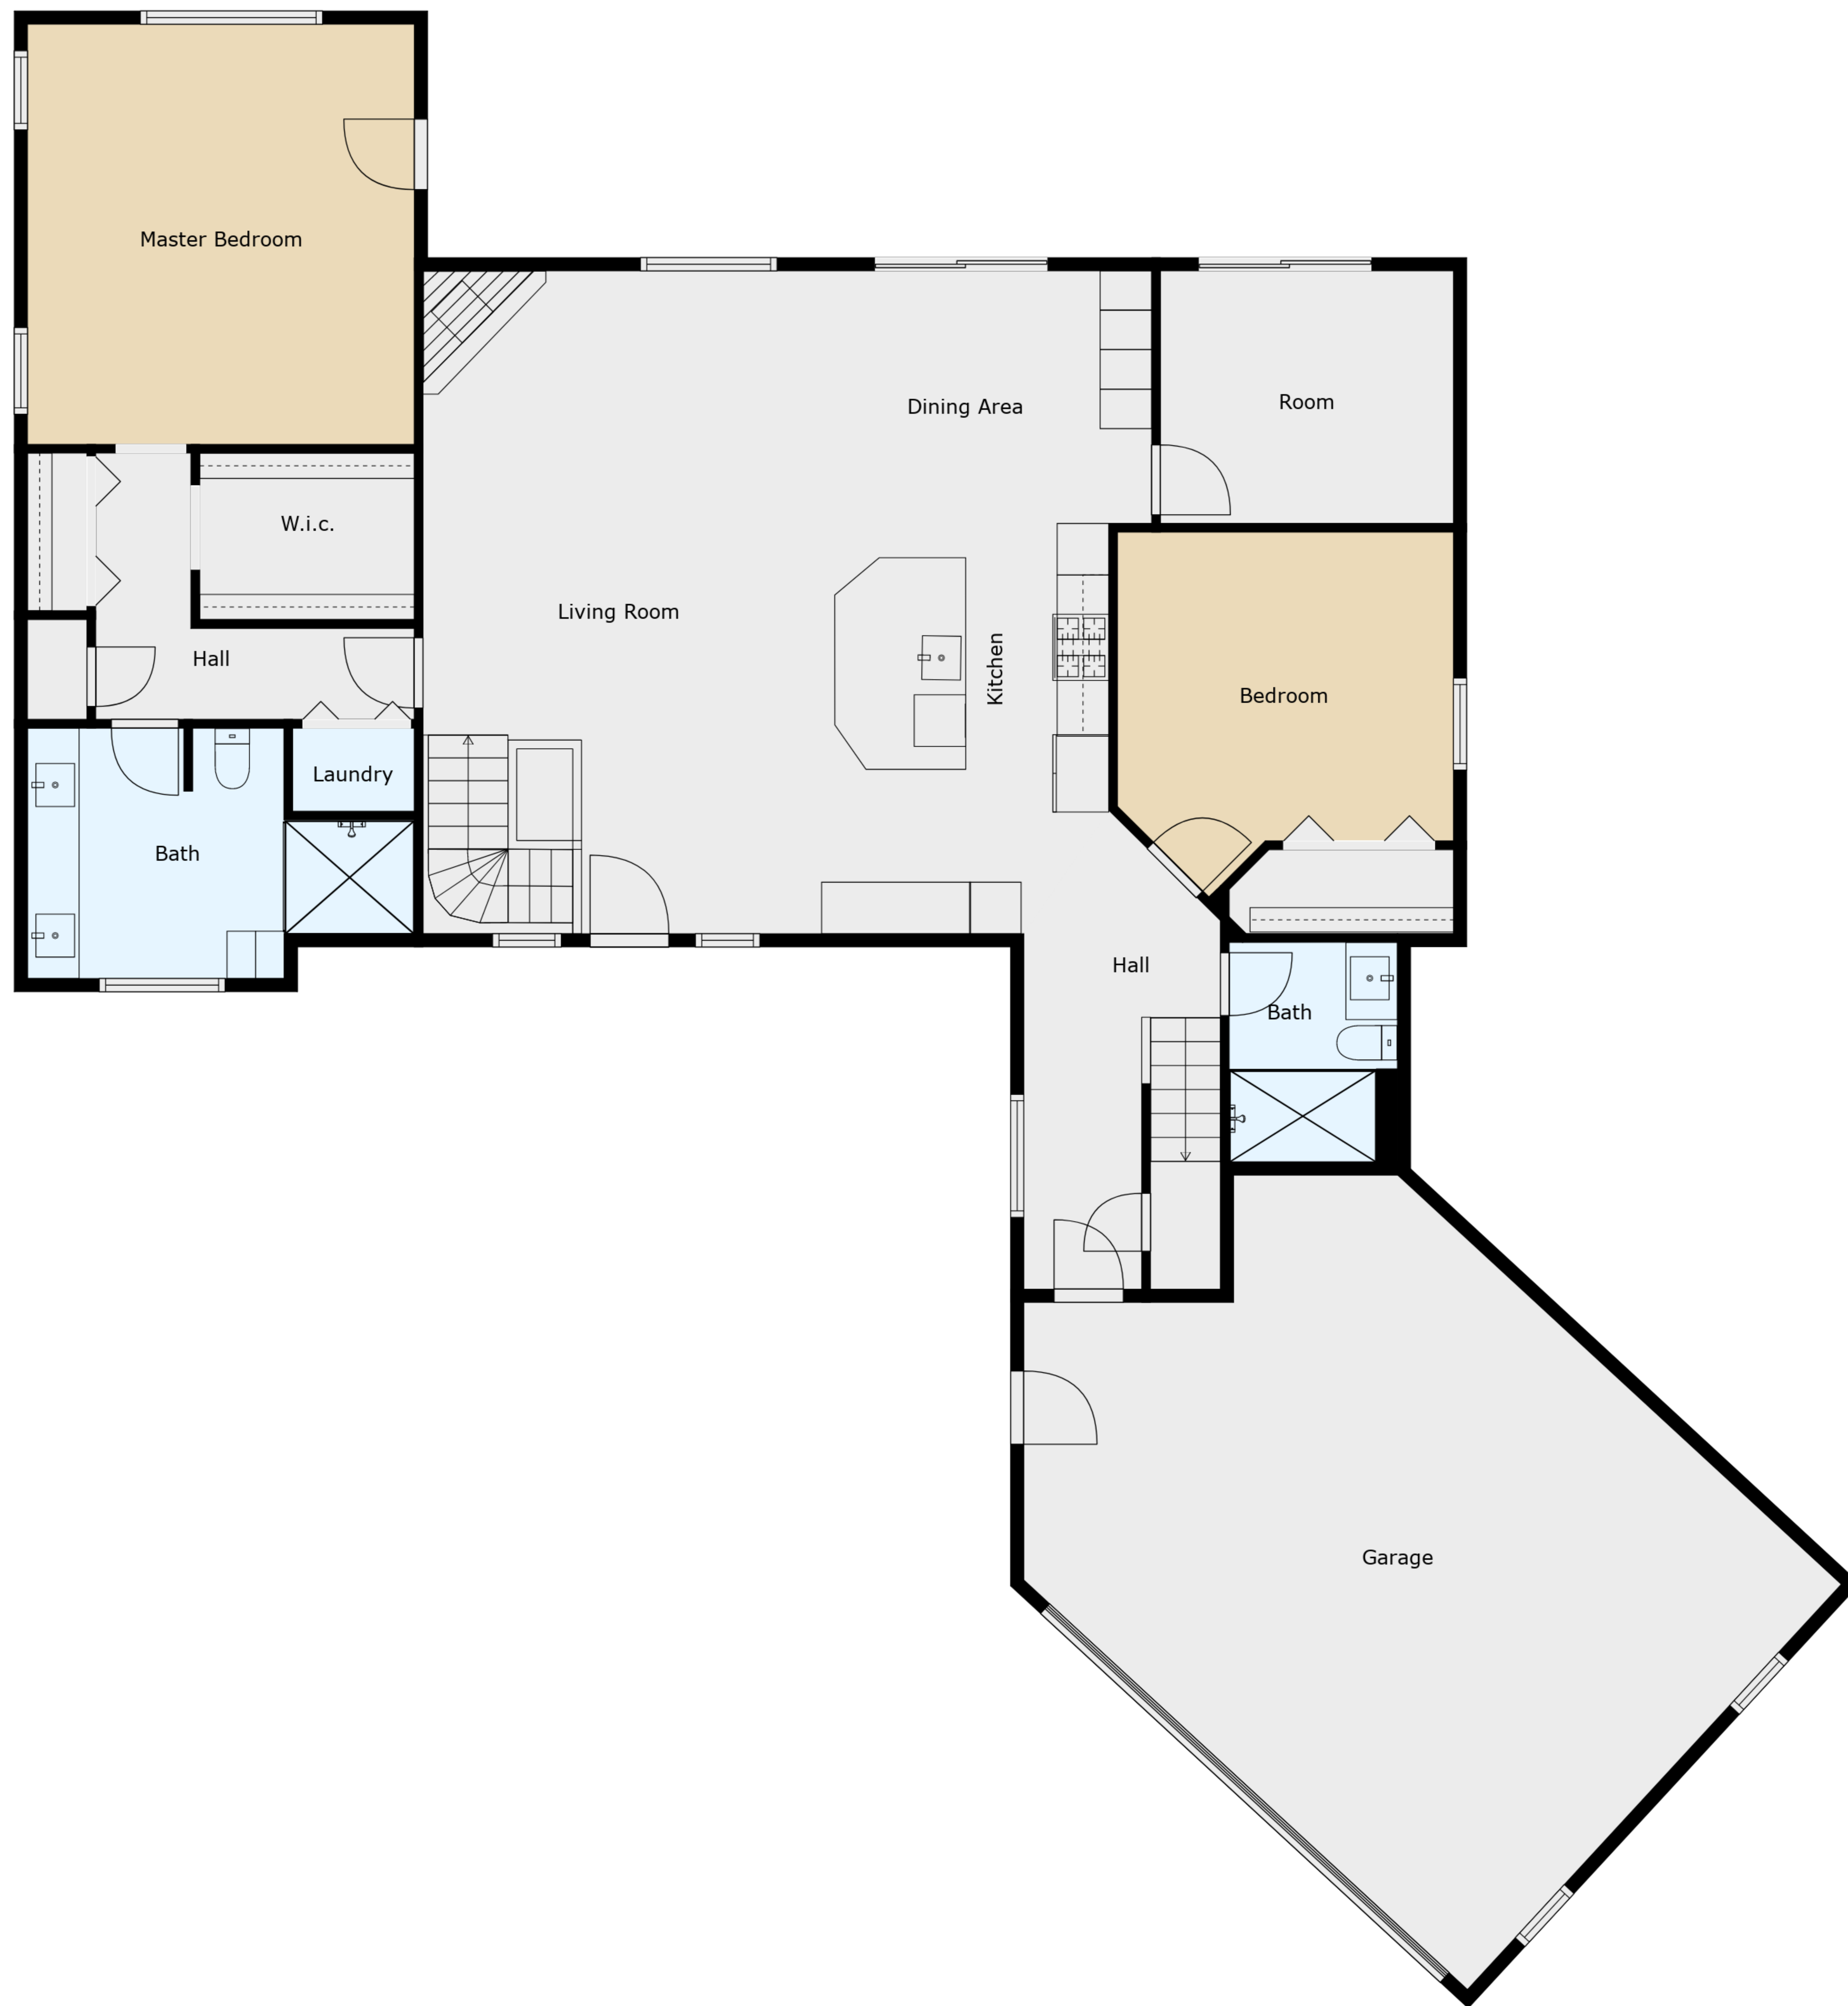 Master Bedroom
Dining Area
Room
W.i.c.
Living Room
Hall
Kitchen
Bedroom
Laundry
Bath
Hall
Bath
Garage